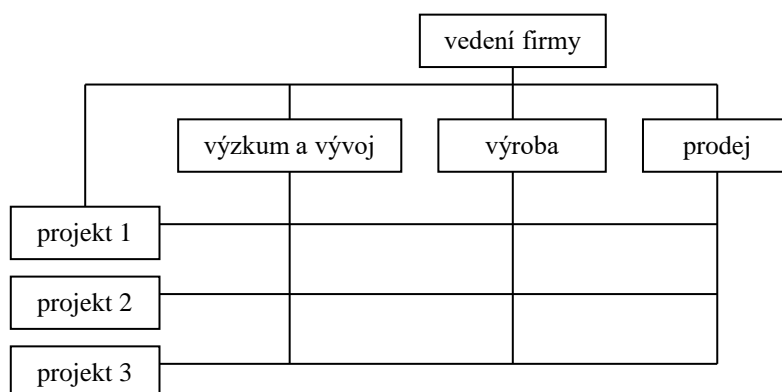 vedení firmy
výzkum a vývoj
výroba
prodej
projekt 1
projekt 2
projekt 3